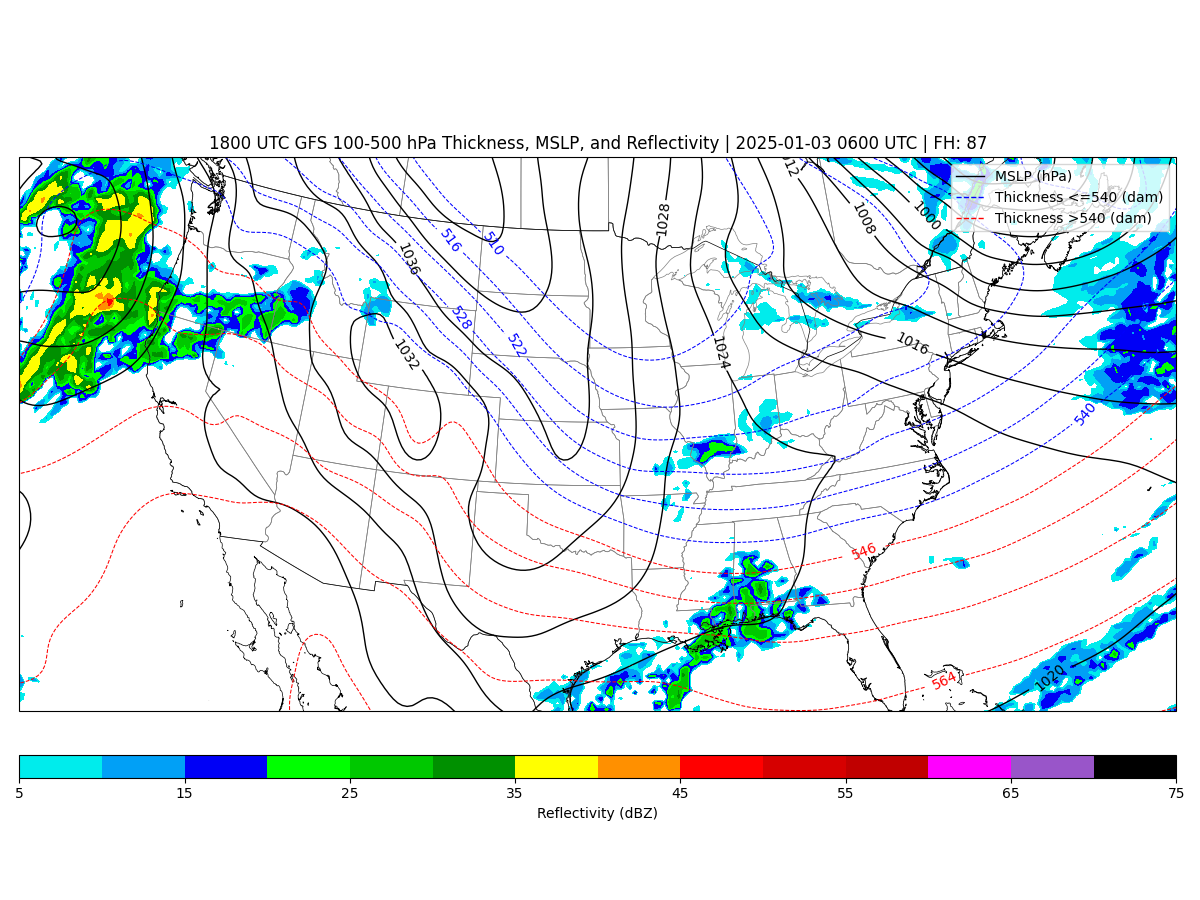 1800 UTC GFS 100-500 hPa Thickness, MSLP, and Reflectivity | 2025-01-03 0600 UTC | FH: 87
MSLP (hPa)
Thickness <=540 (dam)
Thickness >540 (dam)
1012
1008
1000
1028
1036
516
510
528
522
1032
1024
1016
540
546
564
1020
5 15 25 35 45 55 65 75
Reflectivity (dBZ)